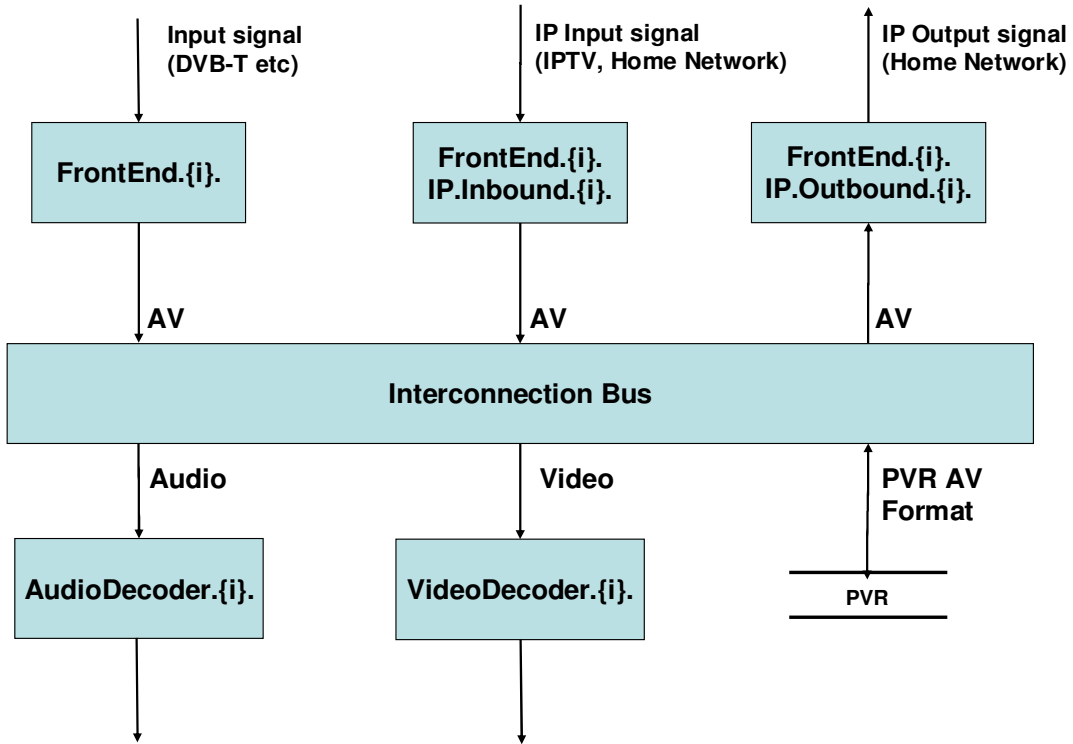 Input signal
(DVB-T etc)
IP Input signal
(IPTV, Home Network)
IP Output signal
(Home Network)
FrontEnd.{i}.
FrontEnd.{i}.
IP.Inbound.{i}.
FrontEnd.{i}.
IP.Outbound.{i}.
AV
AV
AV
Interconnection Bus
Audio
Video
PVR AV
Format
AudioDecoder.{i}.
VideoDecoder.{i}.
PVR